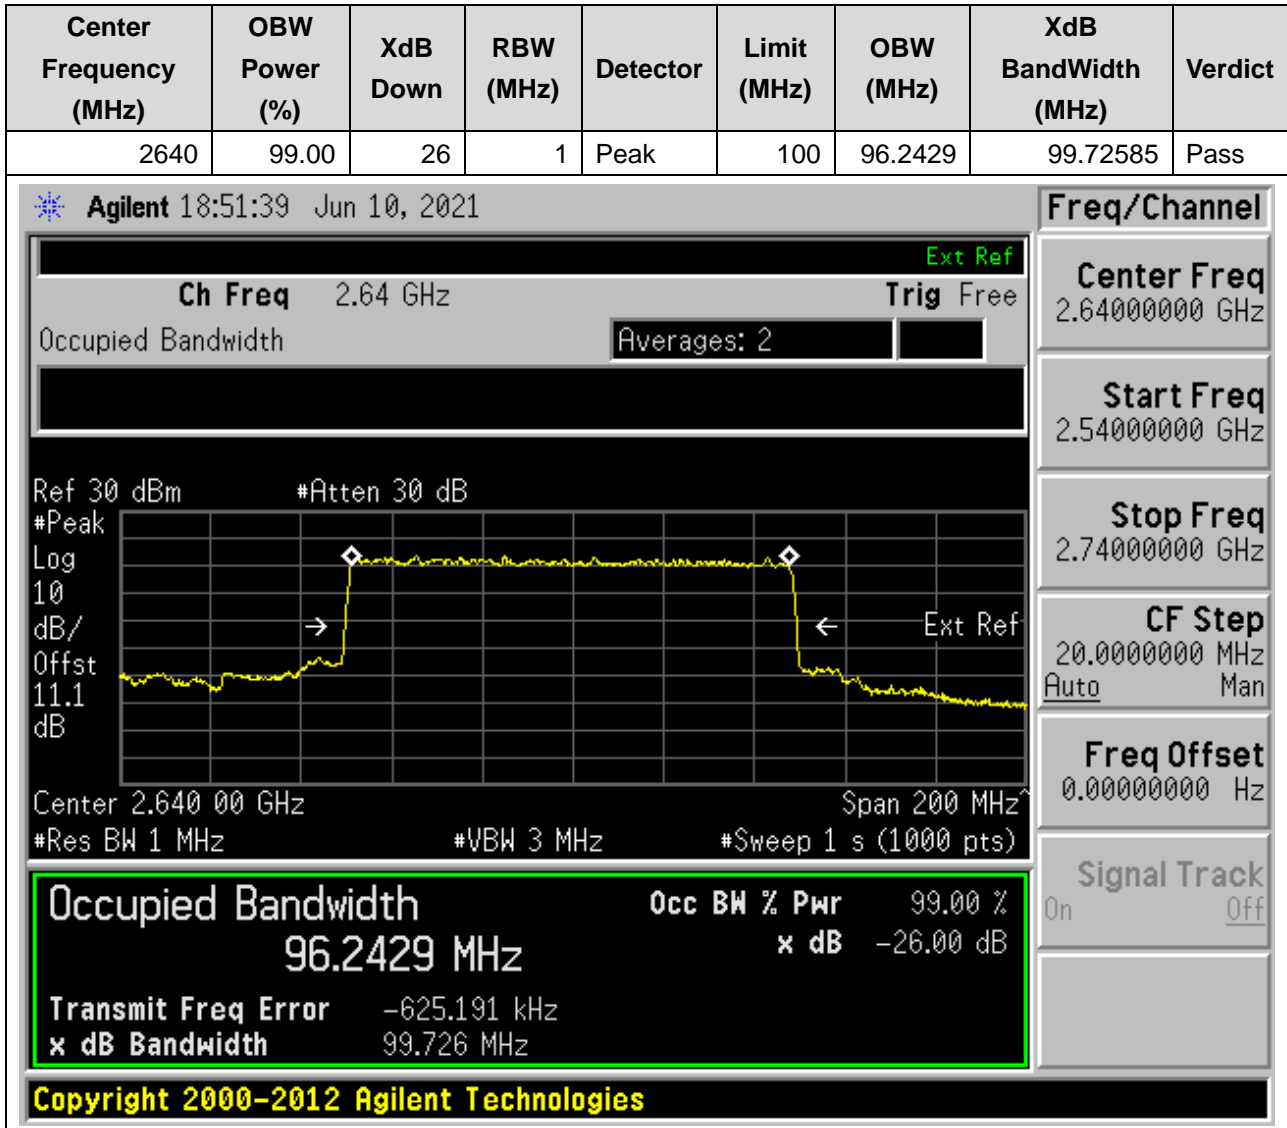 Center Frequency (MHz) OBW Power (%) XdB Down RBW (MHz) Detector Limit (MHz) OBW (MHz) XdB BandWidth (MHz) Verdict
2640 99.00 26 1 Peak 100 96.2429 99.72585 Pass
Agilent 18:51:39 Jun 10, 2021
Freq/Channel
Ext Ref
Ch Freq 2.64 GHz Trig Free
Occupied Bandwidth Averages: 2
Ref 30 dBm #Atten 30 dB
#Peak
Log
10
dB/
Offst
11.1
dB
Ext Ref
Center 2.640 00 GHz Span 200 MHz^
#Res BW 1 MHz #VBW 3 MHz #Sweep 1 s (1000 pts)
Occupied Bandwidth Occ BW % Pwr 99.00 %
96.2429 MHz x dB -26.00 dB
Transmit Freq Error -625.191 kHz
x dB Bandwidth 99.726 MHz
Center Freq
2.64000000 GHz
Start Freq
2.54000000 GHz
Stop Freq
2.74000000 GHz
CF Step
20.0000000 MHz
Auto Man
Freq Offset
0.00000000 Hz
Signal Track
On Off
Copyright 2000-2012 Agilent Technologies